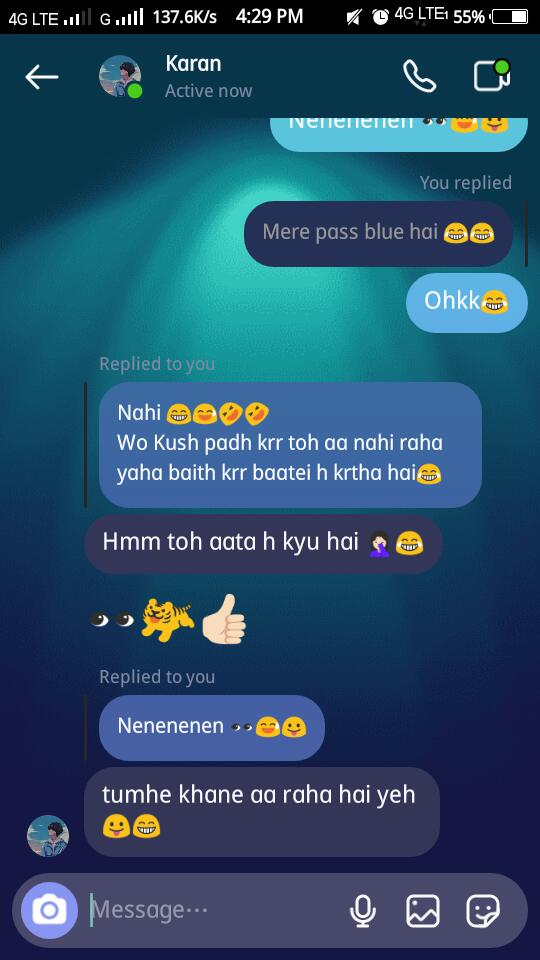 4G LTE G 137.6K/s 4:29 PM 4G LTE 55%
Karan
Active now
Nenenenen 👀😅😛
You replied
Mere pass blue hai 😂😂
Ohkk😂
Replied to you
Nahi 😂😅🤣🤣
Wo Kush padh krr toh aa nahi raha
yaha baith krr baatei h krtha hai😂
Hmm toh aata h kyu hai 🤦🏻‍♀️😂
👀🐅👍🏻
Replied to you
Nenenenen 👀😅😛
tumhe khane aa raha hai yeh
😛😂
Message...